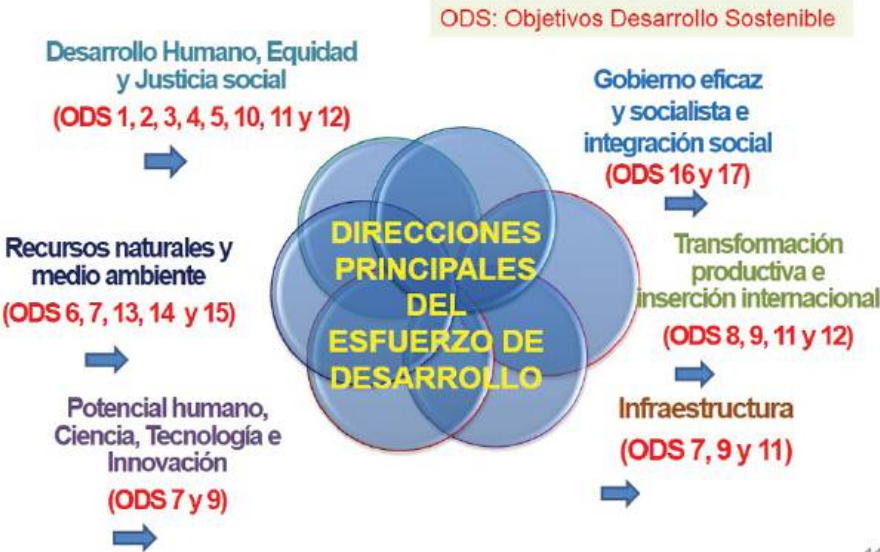 ODS: Objetivos Desarrollo Sostenible
Desarrollo Humano, Equidad
y Justicia social
(ODS 1, 2, 3, 4, 5, 10, 11 y 12)
Gobierno eficaz
y socialista e
integración social
(ODS 16 y 17)
DIRECCIONES
PRINCIPALES
DEL
ESFUERZO DE
DESARROLLO
Recursos naturales y
medio ambiente
(ODS 6, 7, 13, 14 y 15)
Transformación
productiva e
inserción internacional
(ODS 8, 9, 11 y 12)
Potencial humano,
Ciencia, Tecnología e
Innovación
(ODS 7 y 9)
Infraestructura
(ODS 7, 9 y 11)